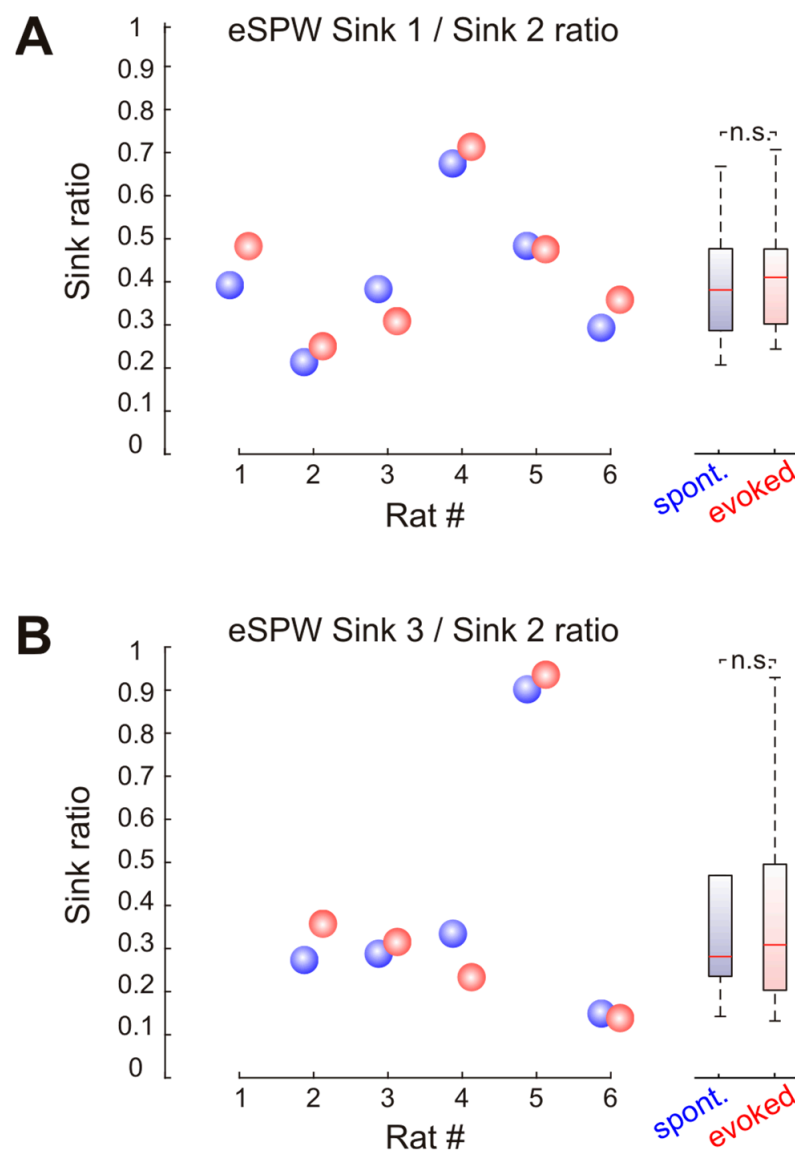 A
eSPW Sink 1 / Sink 2 ratio
1
0.9
0.8
0.7
0.6
0.5
0.4
0.3
0.2
0.1
0
Sink ratio
1 2 3 4 5 6
Rat #
n.s.
spont.
evoked
B
eSPW Sink 3 / Sink 2 ratio
1
0.9
0.8
0.7
0.6
0.5
0.4
0.3
0.2
0.1
0
Sink ratio
1 2 3 4 5 6
Rat #
n.s.
spont.
evoked